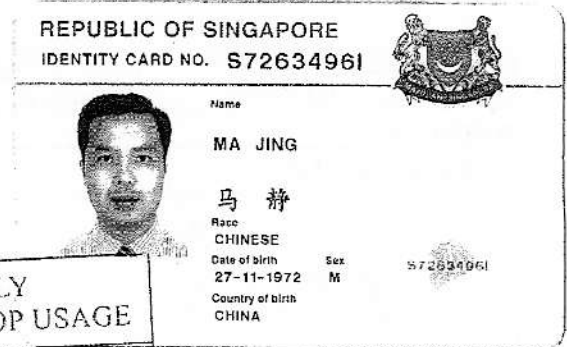 REPUBLIC OF SINGAPORE
IDENTITY CARD NO. S7263496I
Name
MA JING
马 静
Race
CHINESE
Date of birth Sex
27-11-1972 M
S7263496I
Country of birth
CHINA
LY
OP USAGE